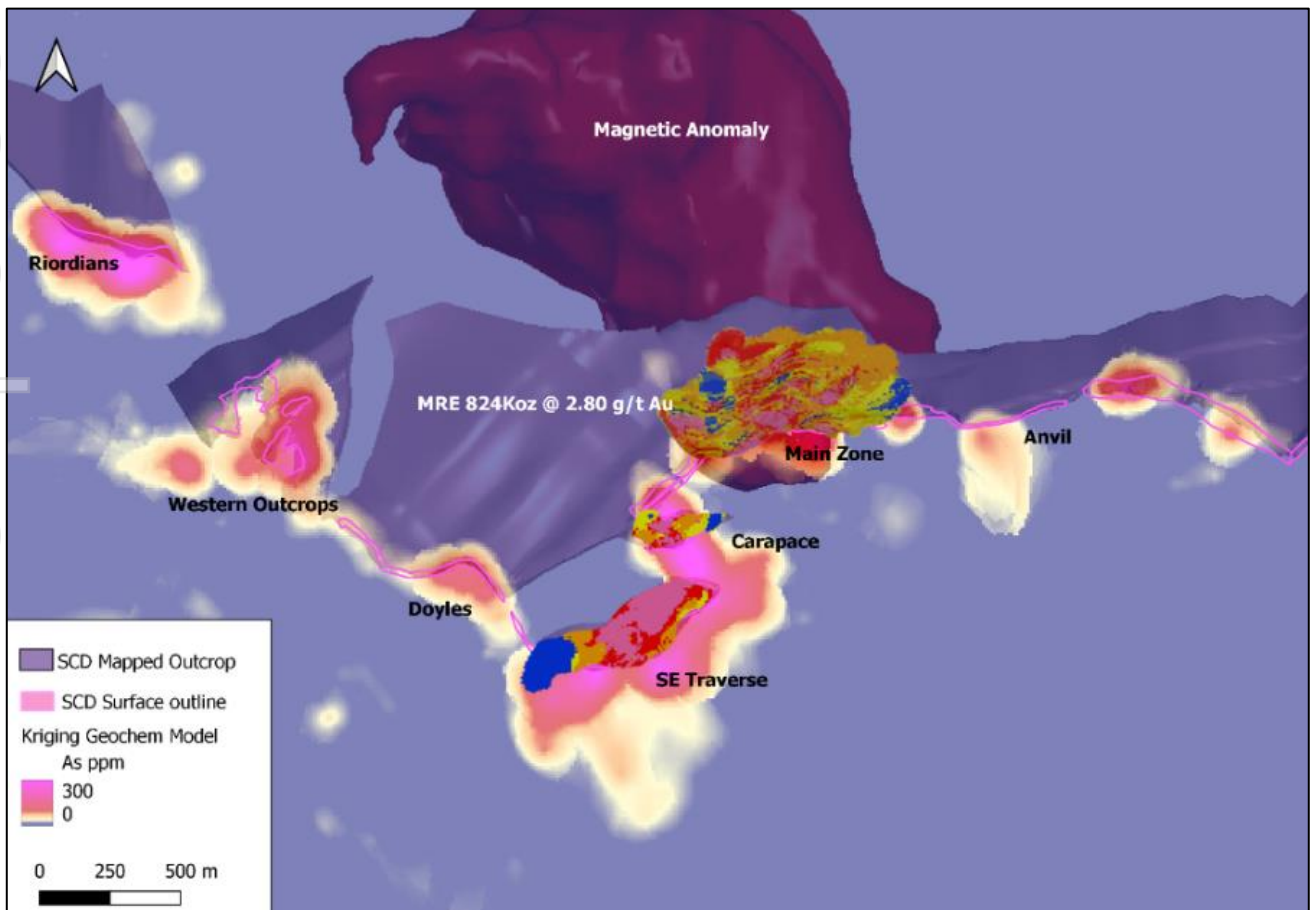 Magnetic Anomaly
Riordians
MRE 824Koz @ 2.80 g/t Au
Main Zone
Anvil
Western Outcrops
Carapace
Doyles
SE Traverse
SCD Mapped Outcrop
SCD Surface outline
Kriging Geochem Model
As ppm
300
0
0 250 500 m